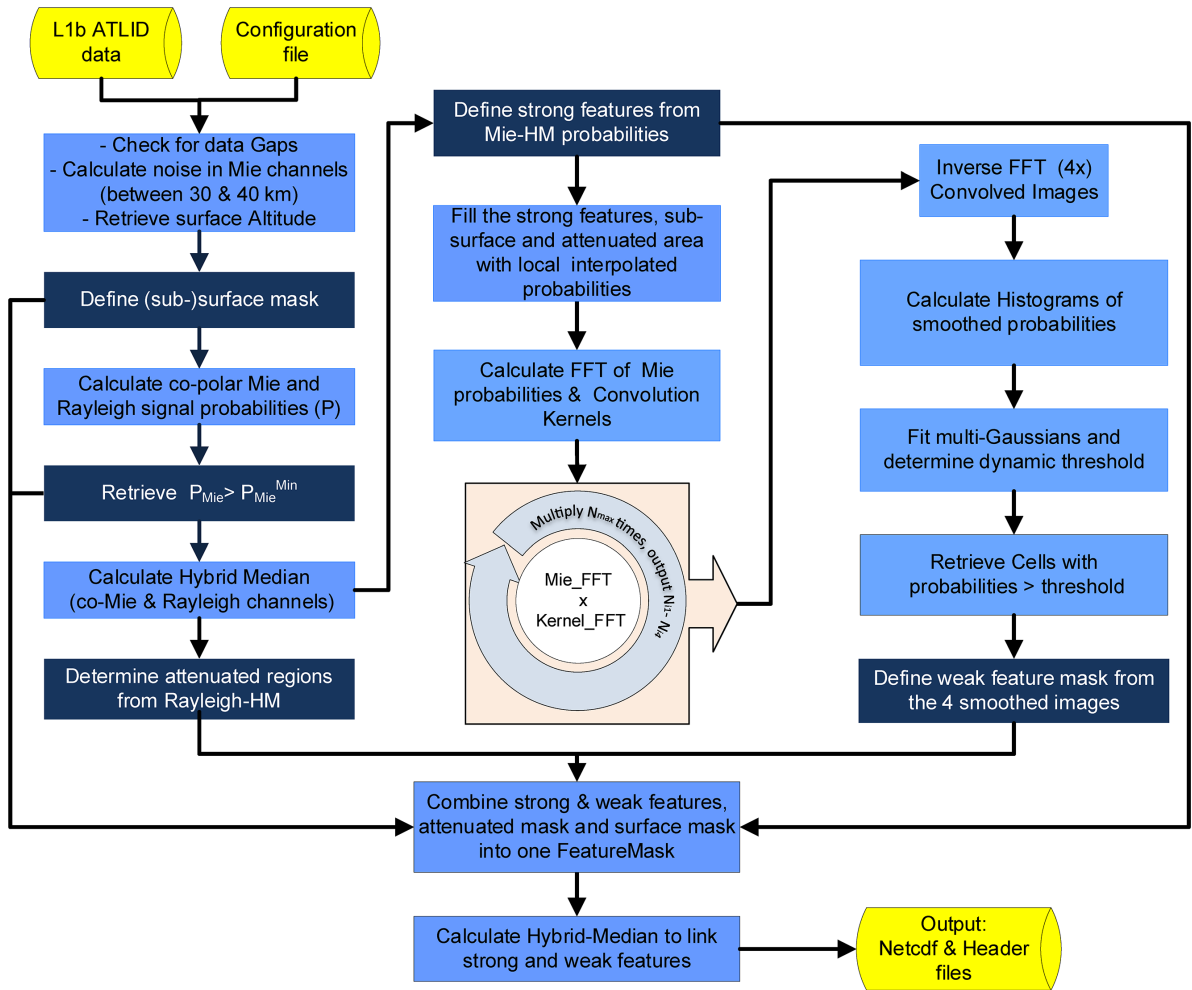 L1b ATLID
data
Configuration
file
- Check for data Gaps
- Calculate noise in Mie channels
(between 30 & 40 km)
- Retrieve surface Altitude
Define (sub-)surface mask
Calculate co-polar Mie and
Rayleigh signal probabilities (P)
Retrieve P_Mie> P_Mie^Min
Calculate Hybrid Median
(co-Mie & Rayleigh channels)
Determine attenuated regions
from Rayleigh-HM
Define strong features from
Mie-HM probabilities
Fill the strong features, sub-
surface and attenuated area
with local interpolated
probabilities
Calculate FFT of Mie
probabilities & Convolution
Kernels
Multiply N_max times, output N_i1- N_i4
Mie_FFT
x
Kernel_FFT
Inverse FFT (4x)
Convolved Images
Calculate Histograms of
smoothed probabilities
Fit multi-Gaussians and
determine dynamic threshold
Retrieve Cells with
probabilities > threshold
Define weak feature mask from
the 4 smoothed images
Combine strong & weak features,
attenuated mask and surface mask
into one FeatureMask
Calculate Hybrid-Median to link
strong and weak features
Output:
Netcdf & Header
files